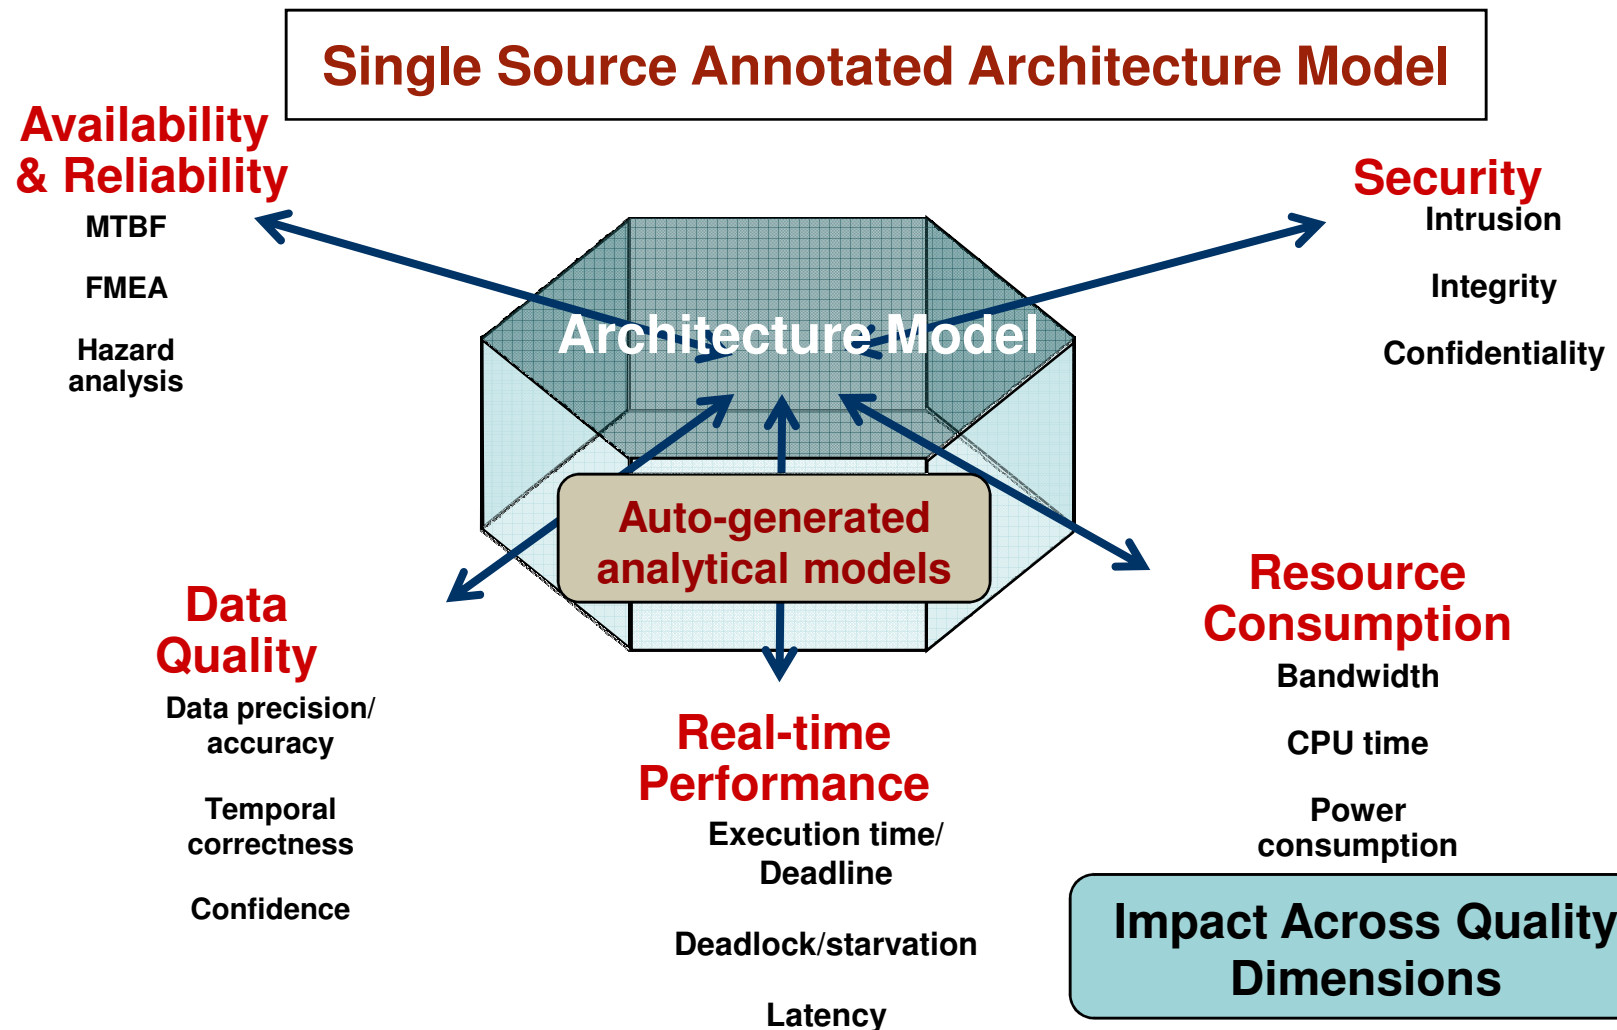 Single Source Annotated Architecture Model
Availability
& Reliability
MTBF
FMEA
Hazard
analysis
Security
Intrusion
Integrity
Confidentiality
Architecture Model
Auto-generated
analytical models
Data
Quality
Data precision/
accuracy
Temporal
correctness
Confidence
Real-time
Performance
Execution time/
Deadline
Deadlock/starvation
Latency
Resource
Consumption
Bandwidth
CPU time
Power
consumption
Impact Across Quality
Dimensions